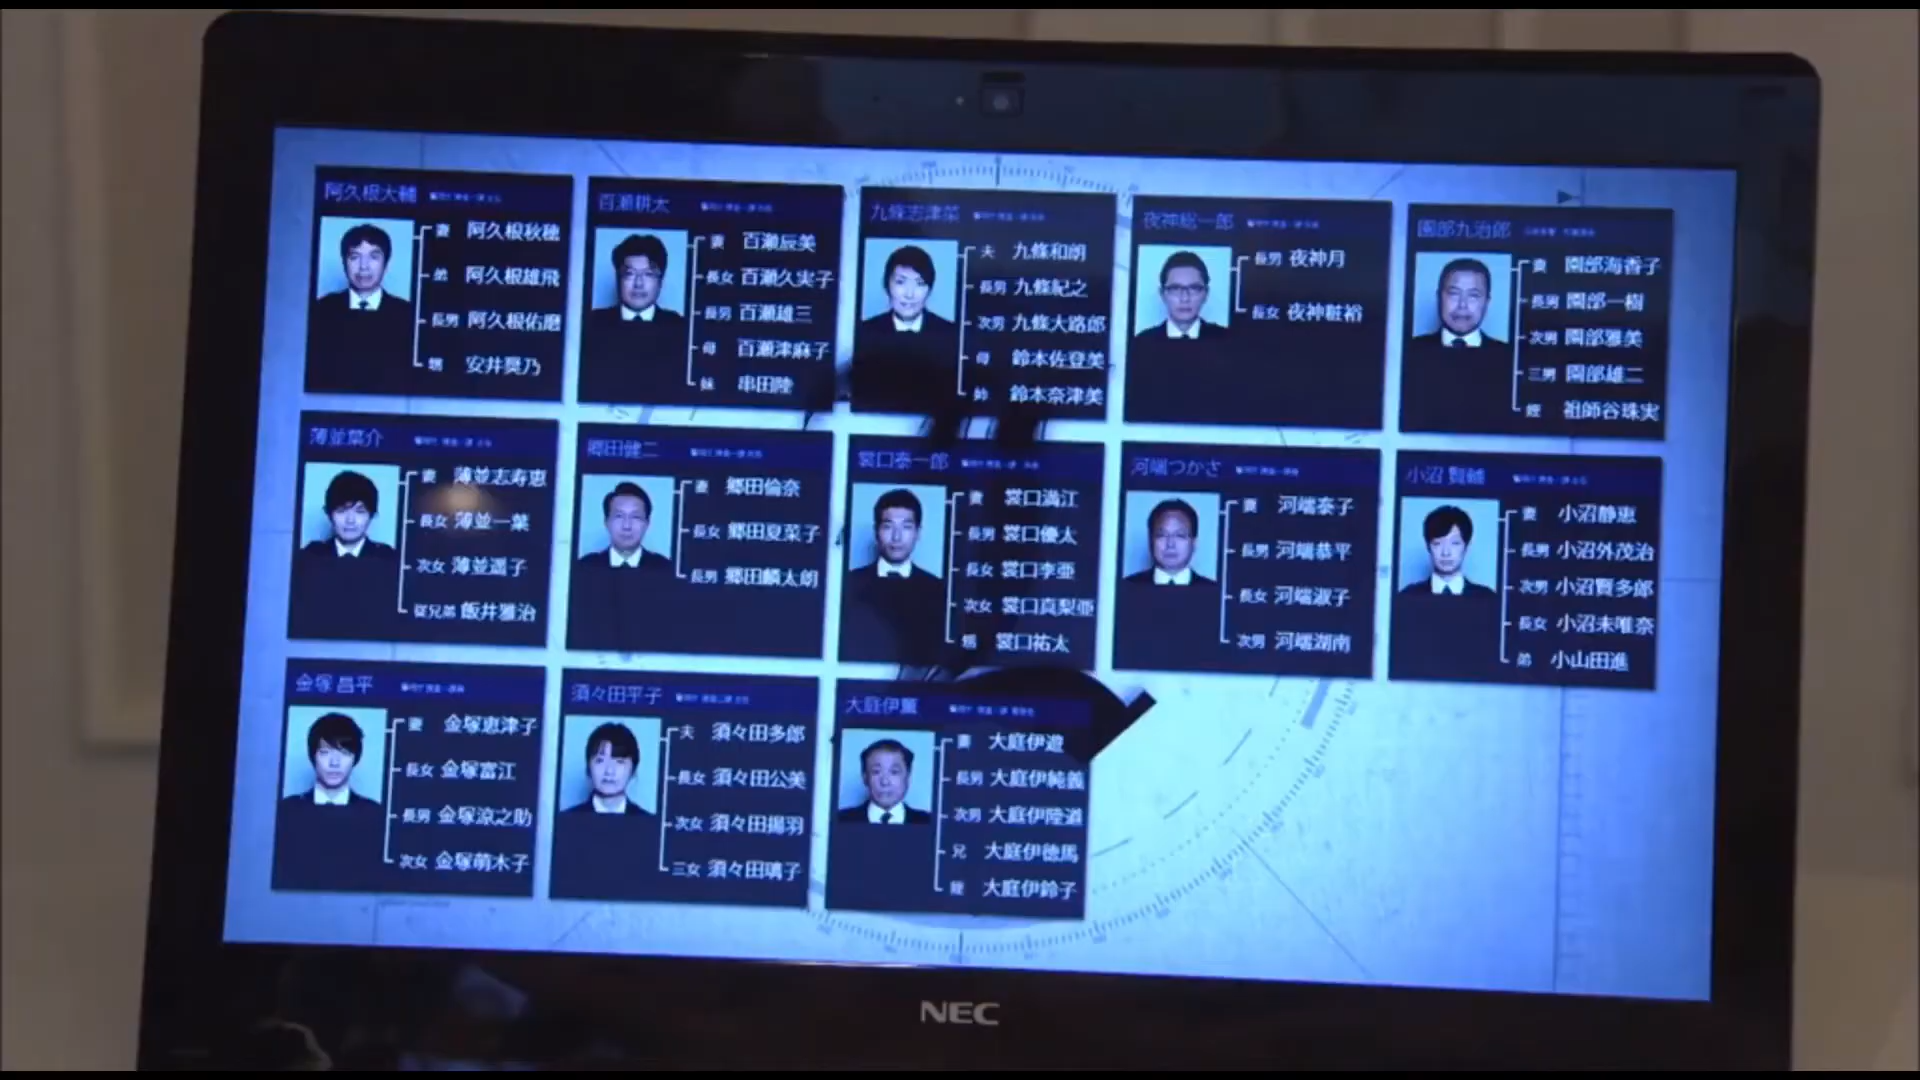 阿久根大輔
妻 阿久根秋穂
弟 阿久根雄飛
長男 阿久根佑磨
甥 安井奨乃
百瀬耕太
妻 百瀬辰美
長女 百瀬久実子
長男 百瀬雄三
母 百瀬津麻子
妹 串田陸
九條志津菜
夫 九條和朗
長男 九條紀之
次男 九條大路郎
母 鈴木佐登美
姉 鈴木奈津美
夜神総一郎
長男 夜神月
長女 夜神粧裕
園部九治郎
妻 園部海香子
長男 園部一樹
次男 園部雅美
三男 園部雄二
姪 祖師谷珠実
薄並葉介
妻 薄並志寿恵
長女 薄並一葉
次女 薄並遥子
従兄弟 飯井雅治
郷田健二
妻 郷田倫奈
長女 郷田夏菜子
長男 郷田麟太朗
裳口泰一郎
妻 裳口満江
長男 裳口優太
長女 裳口李亜
次女 裳口真梨亜
甥 裳口祐太
河端つかさ
妻 河端泰子
長男 河端恭平
長女 河端淑子
次男 河端湖南
小沼 賢輔
妻 小沼静恵
長男 小沼外茂治
次男 小沼賢多郎
長女 小沼未唯奈
弟 小山田進
金塚 昌平
妻 金塚恵津子
長女 金塚富江
長男 金塚涼之助
次女 金塚萌木子
須々田平子
夫 須々田多郎
長女 須々田公美
次女 須々田揚羽
三女 須々田璃子
大庭伊薫
妻 大庭伊遊
長男 大庭伊純義
次男 大庭伊陸道
兄 大庭伊徳馬
姪 大庭伊鈴子
NEC